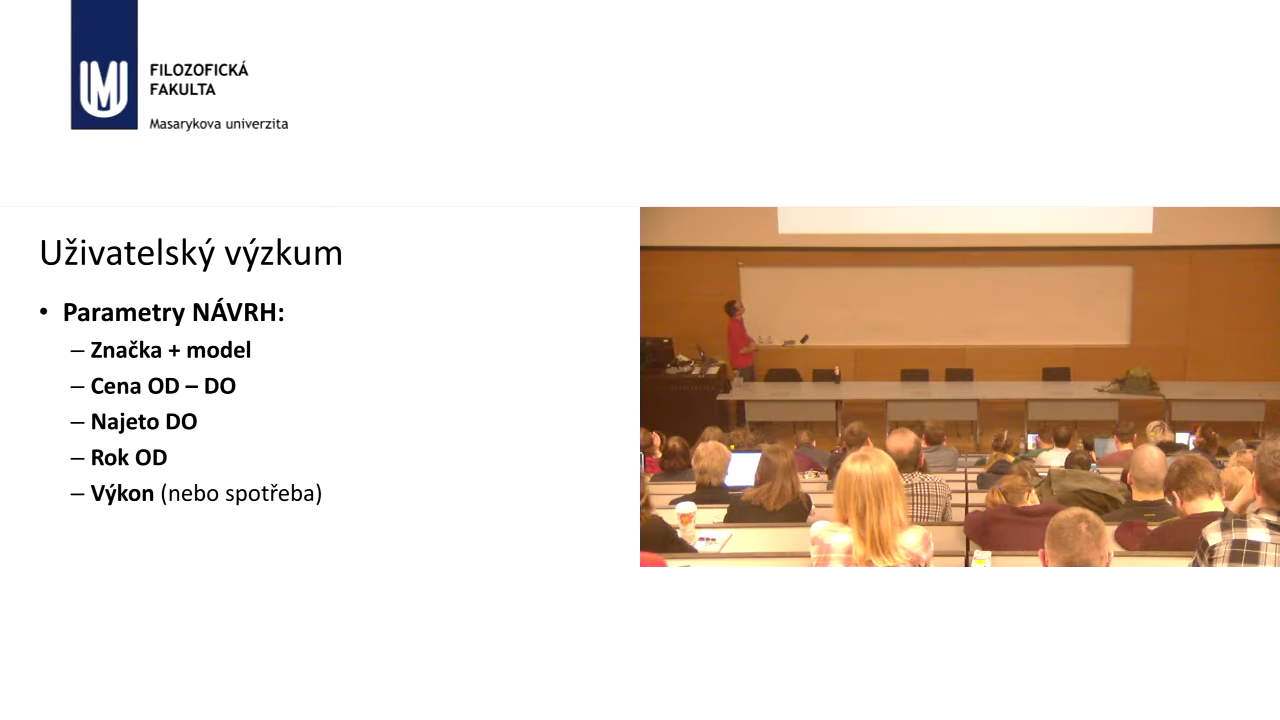 FILOZOFICKÁ
FAKULTA
Masarykova univerzita
Uživatelský výzkum
• Parametry NÁVRH:
– Značka + model
– Cena OD – DO
– Najeto DO
– Rok OD
– Výkon (nebo spotřeba)